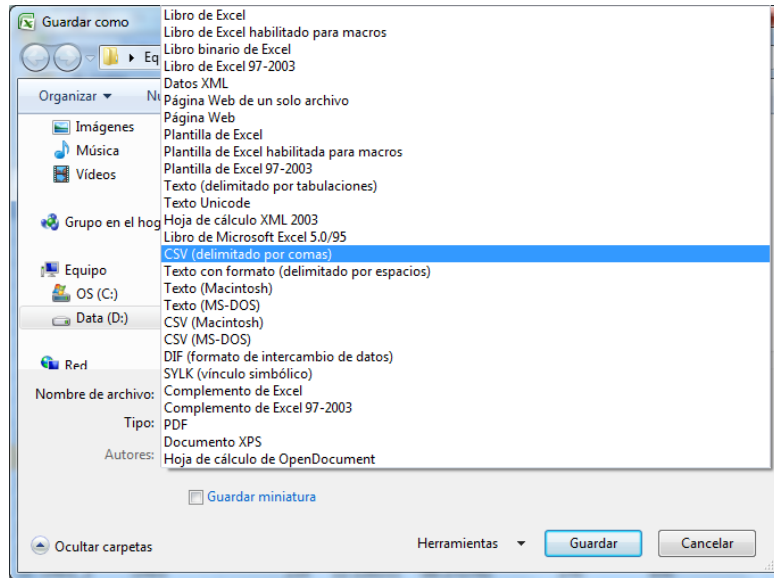 Guardar como
Eq
Organizar
Nu
Imágenes
Música
Vídeos
Grupo en el hog
Equipo
OS (C:)
Data (D:)
Red
Libro de Excel
Libro de Excel habilitado para macros
Libro binario de Excel
Libro de Excel 97-2003
Datos XML
Página Web de un solo archivo
Página Web
Plantilla de Excel
Plantilla de Excel habilitada para macros
Plantilla de Excel 97-2003
Texto (delimitado por tabulaciones)
Texto Unicode
Hoja de cálculo XML 2003
Libro de Microsoft Excel 5.0/95
CSV (delimitado por comas)
Texto con formato (delimitado por espacios)
Texto (Macintosh)
Texto (MS-DOS)
CSV (Macintosh)
CSV (MS-DOS)
DIF (formato de intercambio de datos)
SYLK (vínculo simbólico)
Complemento de Excel
Complemento de Excel 97-2003
PDF
Documento XPS
Hoja de cálculo de OpenDocument
Nombre de archivo:
Tipo:
Autores:
Guardar miniatura
Ocultar carpetas
Herramientas
Guardar
Cancelar